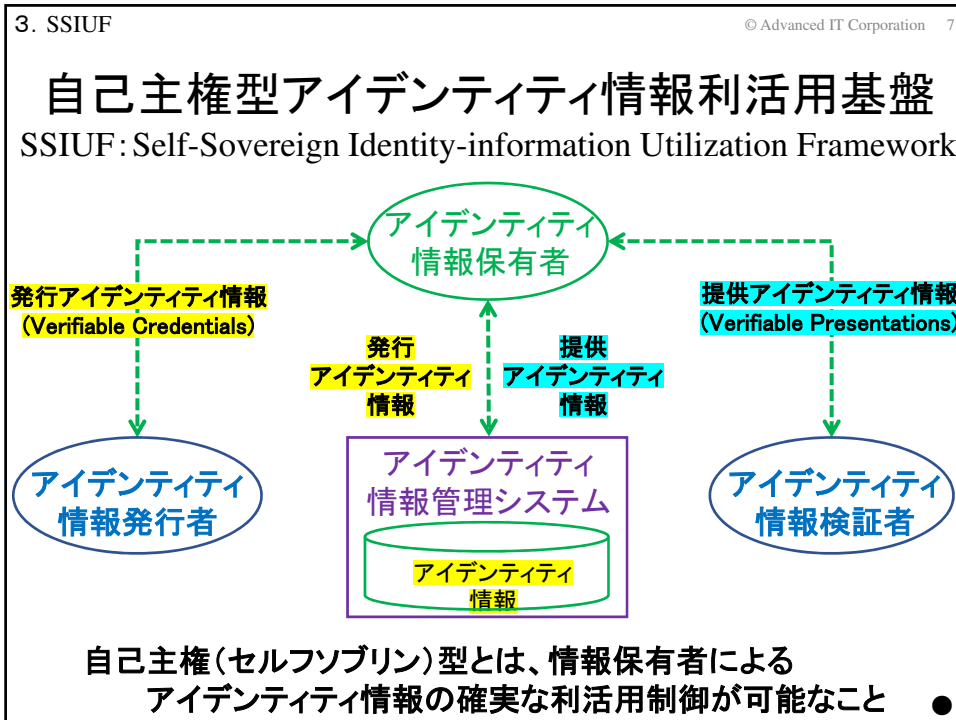 3．SSIUF
© Advanced IT Corporation 7
自己主権型アイデンティティ情報利活用基盤
SSIUF：Self-Sovereign Identity-information Utilization Framework
アイデンティティ
情報保有者
発行アイデンティティ情報
(Verifiable Credentials)
提供アイデンティティ情報
(Verifiable Presentations)
発行
アイデンティティ
情報
提供
アイデンティティ
情報
アイデンティティ
情報発行者
アイデンティティ
情報管理システム
アイデンティティ
情報
アイデンティティ
情報検証者
自己主権（セルフソブリン）型とは、情報保有者による
アイデンティティ情報の確実な利活用制御が可能なこと